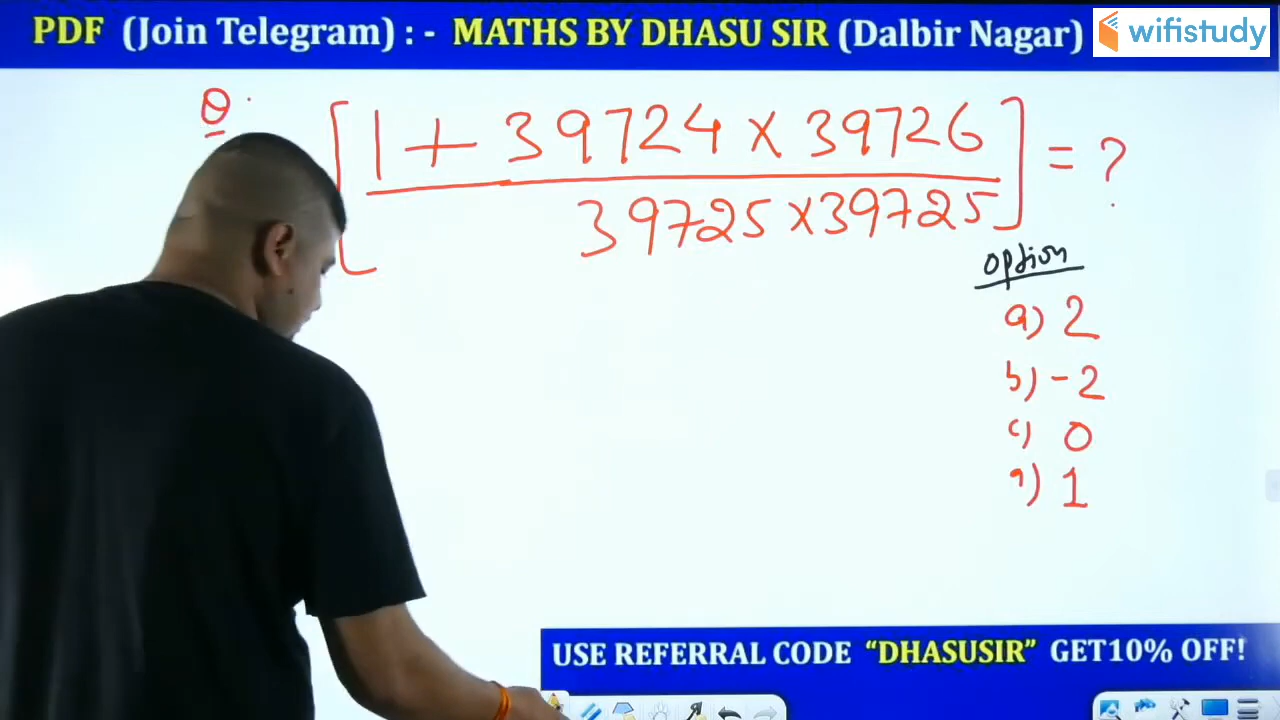 PDF (Join Telegram) : - MATHS BY DHASU SIR (Dalbir Nagar)
wifistudy
Q.
[1 + 39724 × 39726] = ?
39725 × 39725
option
a) 2
b) -2
c) 0
9) 1
USE REFERRAL CODE “DHASUSIR” GET10% OFF!